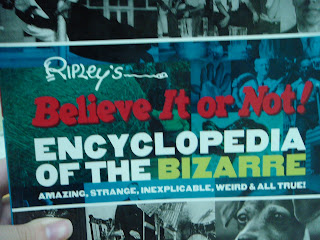 Ripley's
Believe It or Not!
ENCYCLOPEDIA
OF THE BIZARRE
AMAZING, STRANGE, INEXPLICABLE, WEIRD & ALL TRUE!